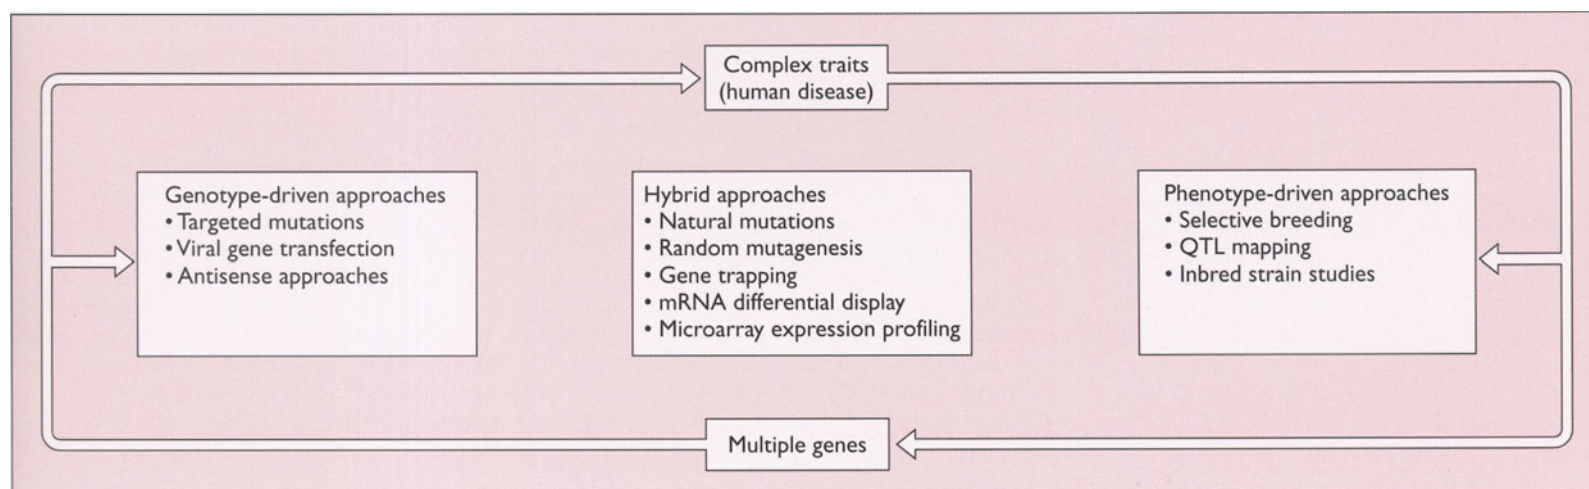 Complex traits
(human disease)
Genotype-driven approaches
• Targeted mutations
• Viral gene transfection
• Antisense approaches
Hybrid approaches
• Natural mutations
• Random mutagenesis
• Gene trapping
• mRNA differential display
• Microarray expression profiling
Phenotype-driven approaches
• Selective breeding
• QTL mapping
• Inbred strain studies
Multiple genes